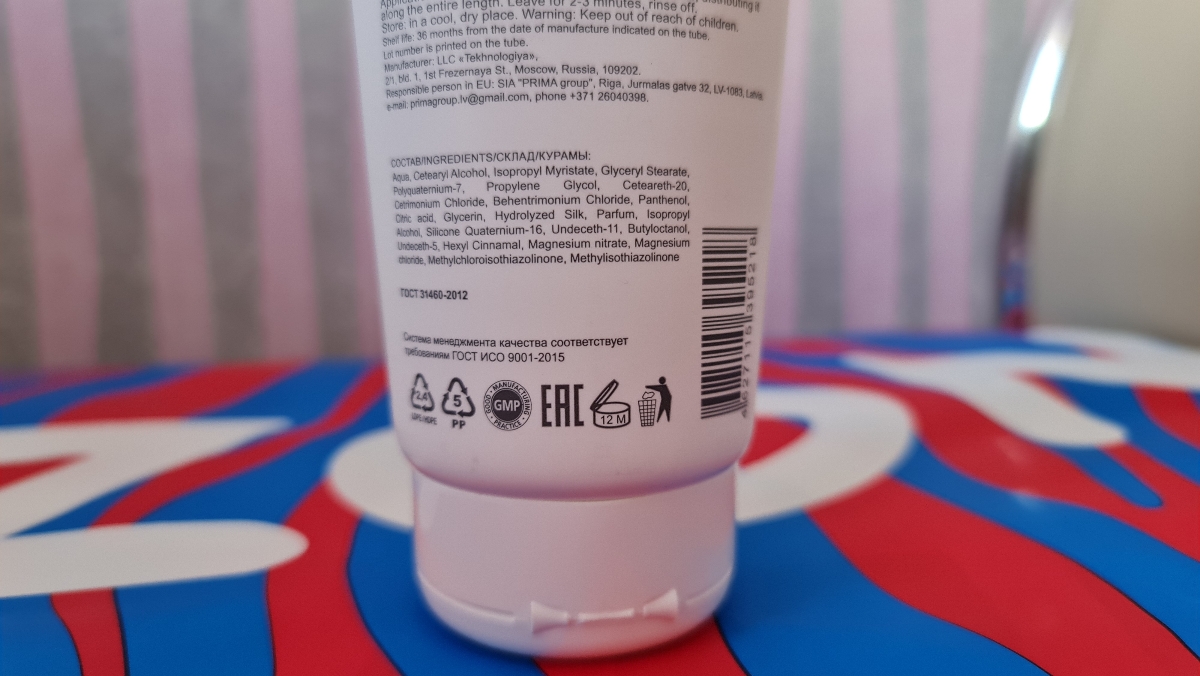 along the entire length. Leave for 2-3 minutes, rinse off.
Store: in a cool, dry place. Warning: Keep out of reach of children.
Shelf life: 36 months from the date of manufacture indicated on the tube.
Lot number is printed on the tube.
Manufacturer: LLC «Tekhnologiya»,
2/1, bld. 1, 1st Frezernaya St., Moscow, Russia, 109202.
Responsible person in EU: SIA "PRIMA group", Riga, Jurmalas gatve 32, LV-1083, Latvia
e-mail: primagroup.lv@gmail.com, phone +371 26040398.
СОСТАВ/INGREDIENTS/СКЛАД/КУРАМЫ:
Aqua, Cetearyl Alcohol, Isopropyl Myristate, Glyceryl Stearate,
Polyquaternium-7, Propylene Glycol, Ceteareth-20,
Cetrimonium Chloride, Behentrimonium Chloride, Panthenol,
Citric acid, Glycerin, Hydrolyzed Silk, Parfum, Isopropyl
Alcohol, Silicone Quaternium-16, Undeceth-11, Butyloctanol,
Undeceth-5, Hexyl Cinnamal, Magnesium nitrate, Magnesium
chloride, Methylchloroisothiazolinone, Methylisothiazolinone
ГОСТ 31460-2012
Система менеджмента качества соответствует
требованиям ГОСТ ИСО 9001-2015
2,4 5 GOOD MANUFACTURING PRACTICE GMP EAC 12 M
PP